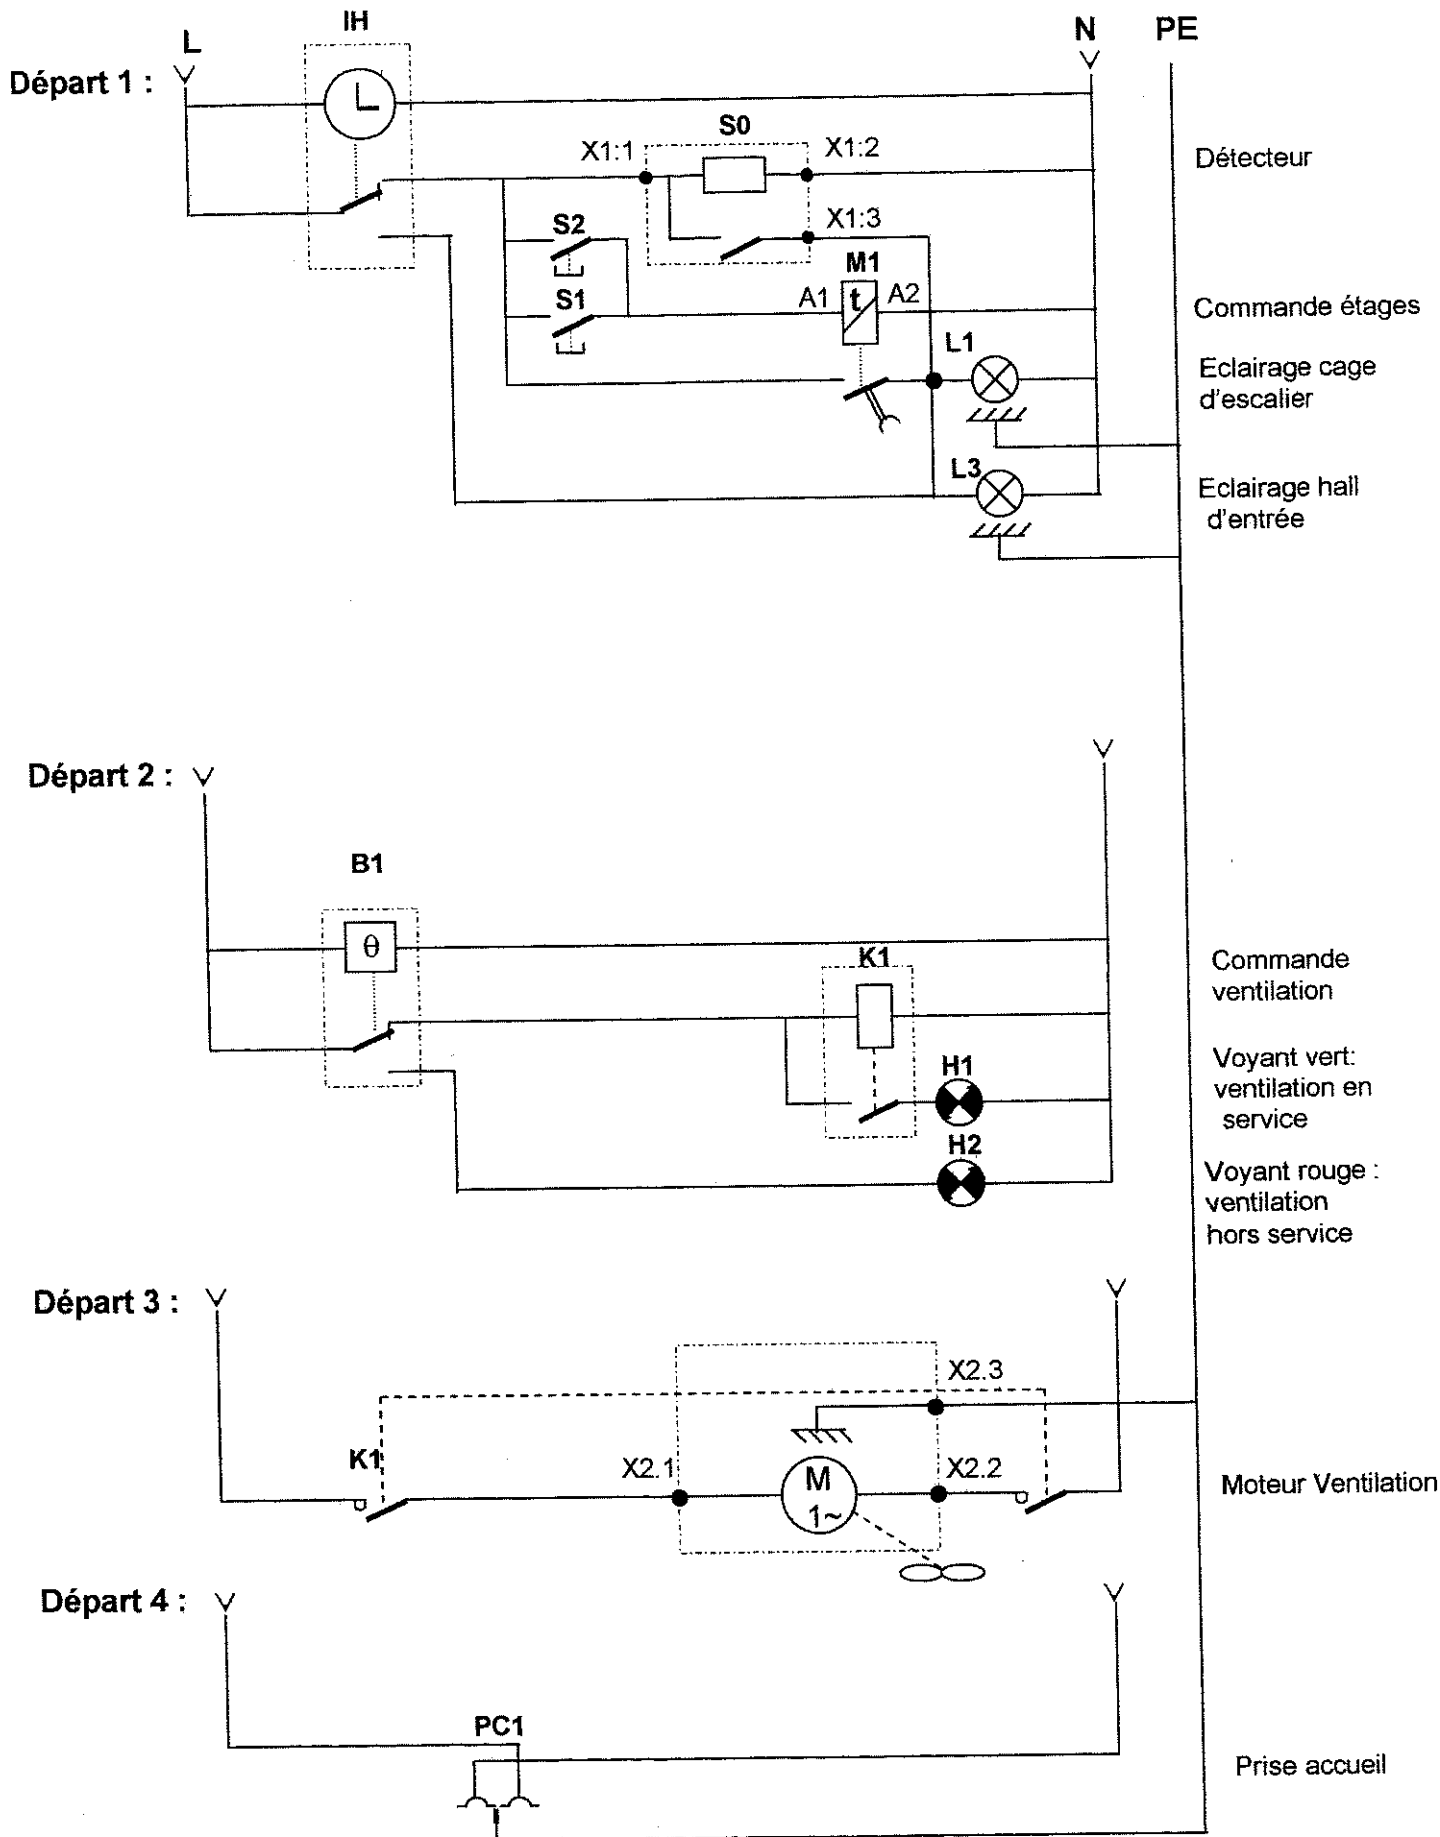 L
IH
N
PE
Départ 1 :
S0
X1:1
X1:2
Détecteur
X1:3
S2
M1
S1
A1
t
A2
Commande étages
L1
Eclairage cage
d'escalier
L3
Eclairage hall
d'entrée
Départ 2 :
B1
θ
K1
Commande
ventilation
H1
Voyant vert:
ventilation en
service
H2
Voyant rouge :
ventilation
hors service
Départ 3 :
X2.3
K1
X2.1
M
1~
X2.2
Moteur Ventilation
Départ 4 :
PC1
Prise accueil